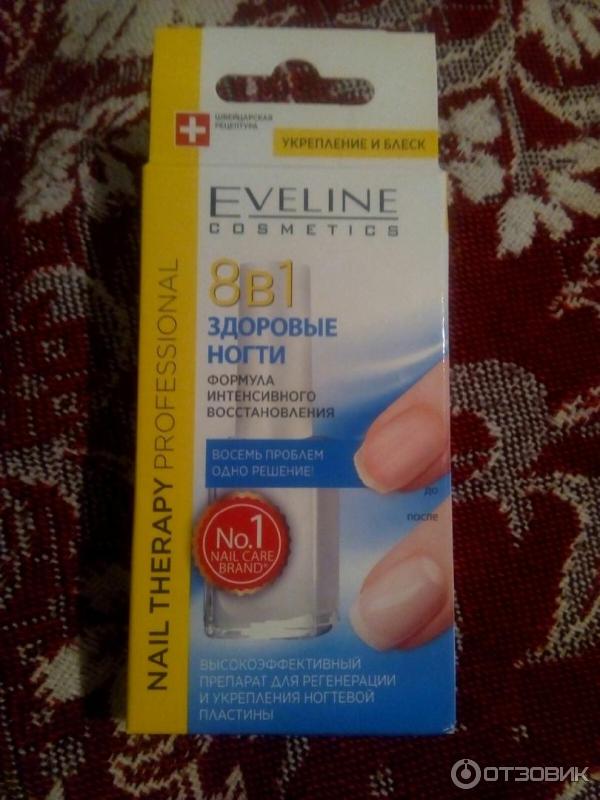 ШВЕЙЦАРСКАЯ
РЕЦЕПТУРА
УКРЕПЛЕНИЕ И БЛЕСК
EVELINE
COSMETICS
8в1
ЗДОРОВЫЕ
НОГТИ
ФОРМУЛА
ИНТЕНСИВНОГО
ВОССТАНОВЛЕНИЯ
ВОСЕМЬ ПРОБЛЕМ
ОДНО РЕШЕНИЕ!
до
после
No.1
NAIL CARE
BRAND*
ВЫСОКОЭФФЕКТИВНЫЙ
ПРЕПАРАТ ДЛЯ РЕГЕНЕРАЦИИ
И УКРЕПЛЕНИЯ НОГТЕВОЙ
ПЛАСТИНЫ
NAIL THERAPY PROFESSIONAL
ОТЗОВИК